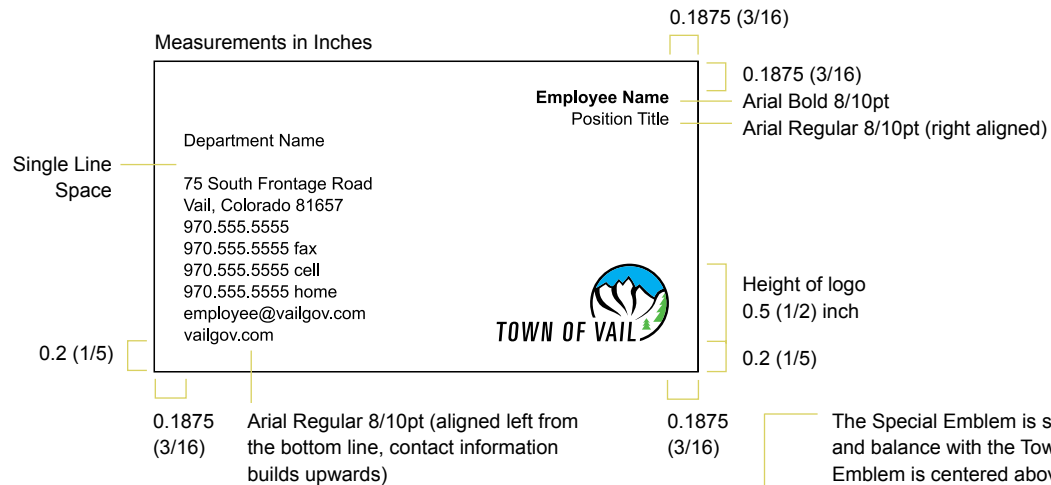 0.1875 (3/16)
Measurements in Inches
0.1875 (3/16)
Employee Name
Arial Bold 8/10pt
Position Title
Arial Regular 8/10pt (right aligned)
Department Name
Single Line
Space
75 South Frontage Road
Vail, Colorado 81657
970.555.5555
970.555.5555 fax
970.555.5555 cell
970.555.5555 home
employee@vailgov.com
vailgov.com
TOWN OF VAIL
Height of logo
0.5 (1/2) inch
0.2 (1/5)
0.2 (1/5)
0.1875
(3/16)
Arial Regular 8/10pt (aligned left from
the bottom line, contact information
builds upwards)
0.1875
(3/16)
The Special Emblem is s
and balance with the Tow
Emblem is centered abov